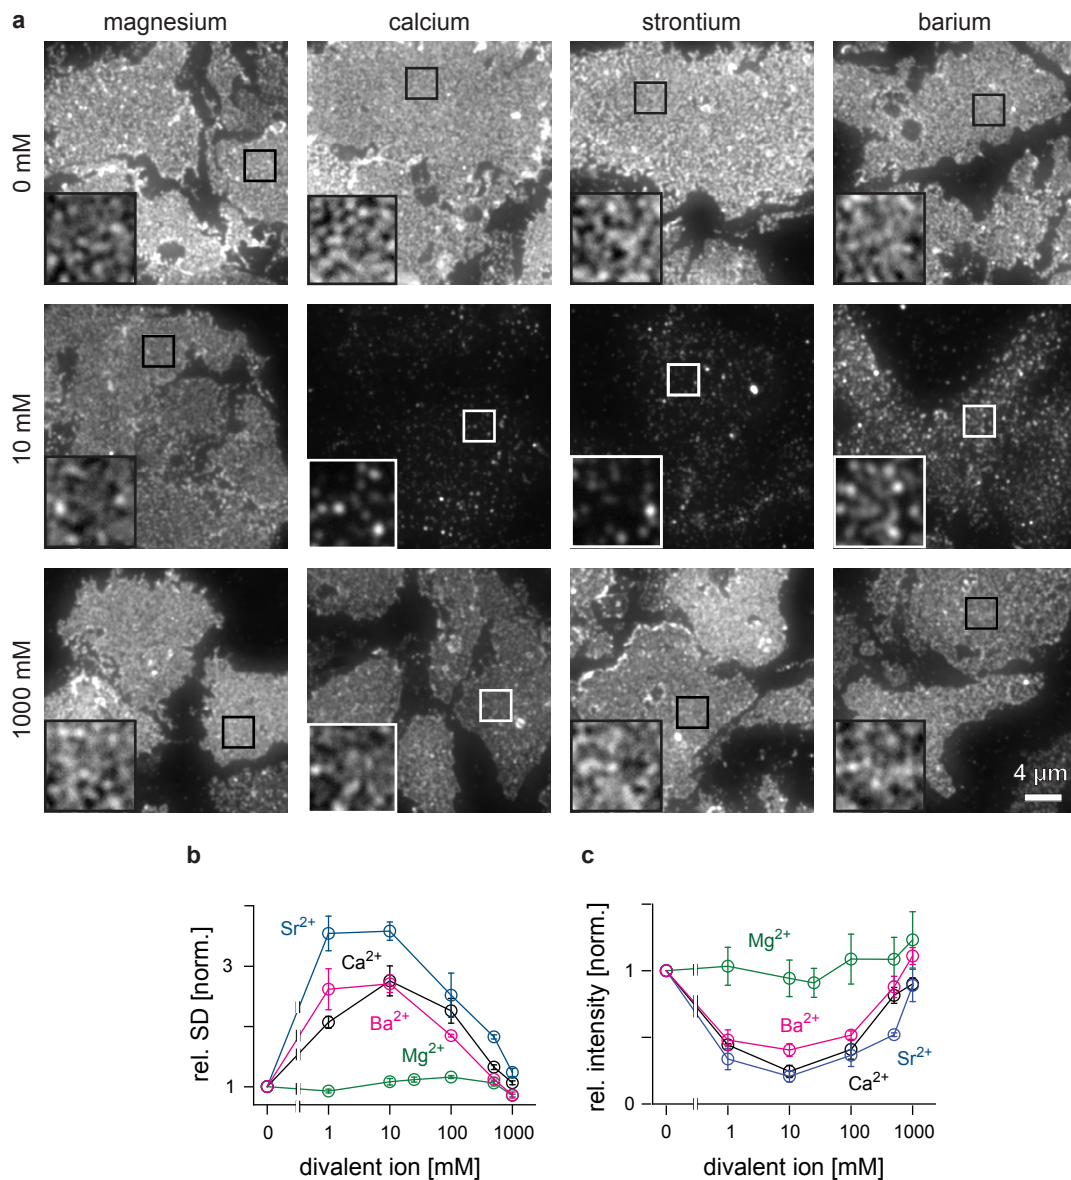 a
magnesium calcium strontium barium
0 mM
10 mM
1000 mM
4 µm
b
rel. SD [norm.]
3
1
Sr²⁺
Ca²⁺
Ba²⁺
Mg²⁺
0 1 10 100 1000
divalent ion [mM]
c
rel. intensity [norm.]
1
0
Mg²⁺
Ba²⁺
Sr²⁺
Ca²⁺
0 1 10 100 1000
divalent ion [mM]